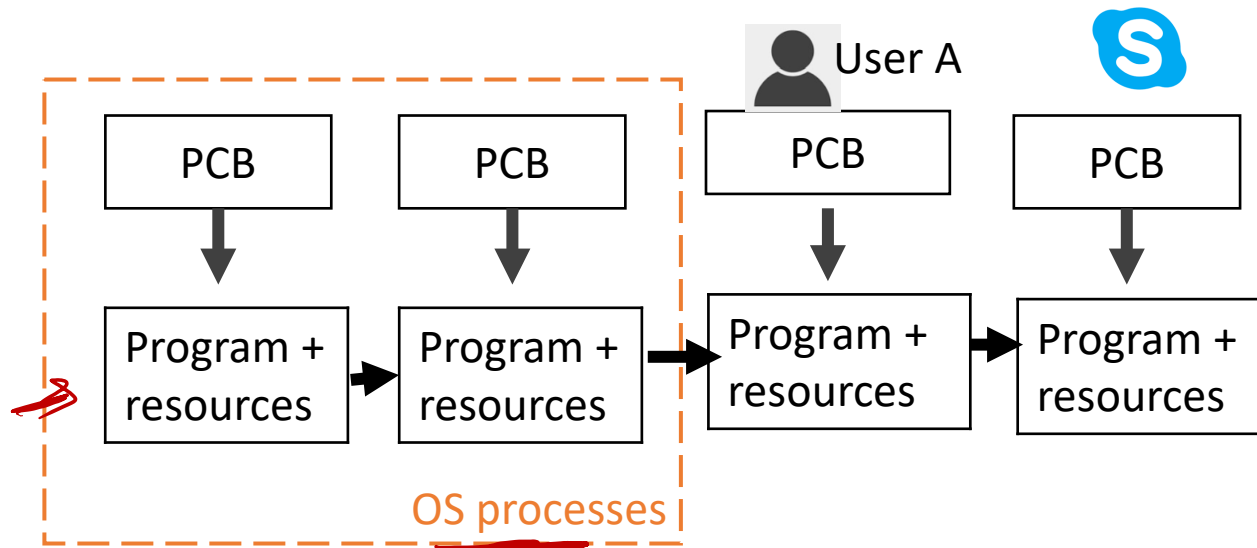 User A
S
PCB
PCB
PCB
PCB
Program +
resources
Program +
resources
Program +
resources
Program +
resources
OS processes